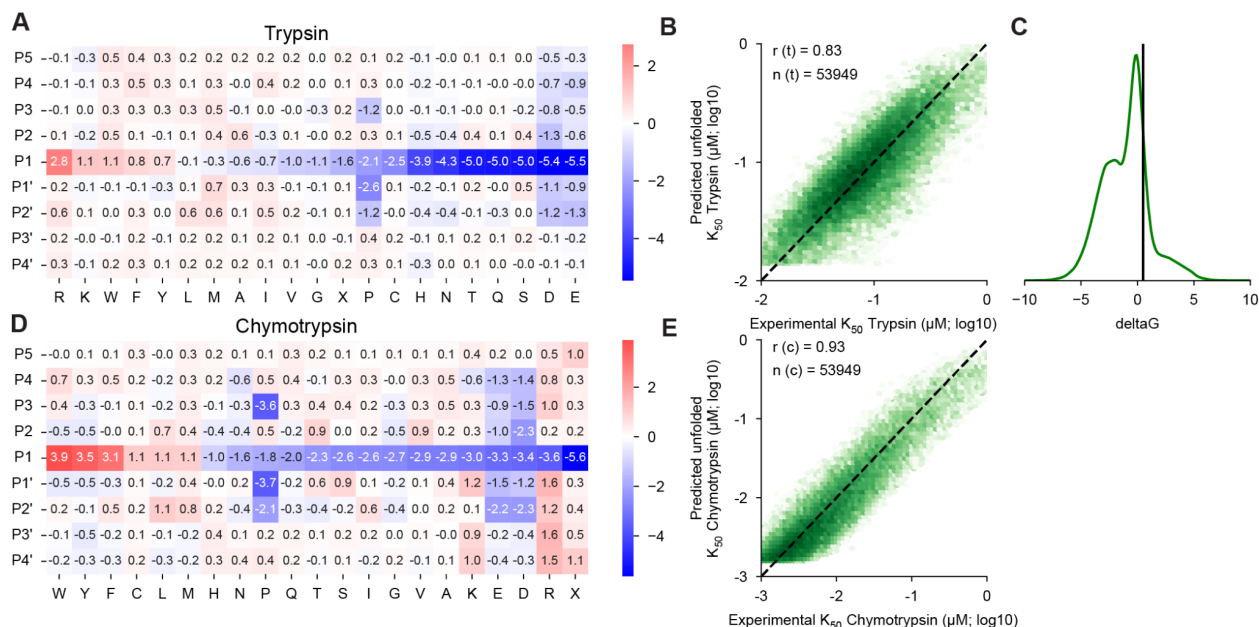 A
Trypsin
P5 -0.1 -0.3 0.5 0.4 0.3 0.2 0.2 0.2 0.2 0.2 0.0 0.2 0.1 0.2 -0.1 -0.0 0.1 0.0 0.0 -0.5 -0.3
P4 -0.1 -0.1 0.0 0.5 0.3 0.1 0.2 -0.0 0.4 0.2 0.0 0.1 0.3 0.0 -0.2 -0.1 -0.0 -0.1 -0.1 -0.7 -0.9
P3 -0.1 0.0 0.3 0.3 0.3 0.3 0.5 -0.1 0.1 -0.0 -0.3 0.2 -1.2 0.0 -0.0 0.1 -0.1 0.0 -0.2 -0.8 -0.5
P2 0.1 -0.2 0.5 0.1 -0.0 0.1 0.4 0.6 -0.3 0.1 -0.0 0.2 0.3 0.1 -0.5 -0.4 0.4 0.1 0.4 -1.3 -0.6
P1 2.8 1.1 1.1 0.8 0.7 -0.1 -0.3 -0.6 -0.7 -1.0 -1.1 -1.6 -2.1 -2.5 -3.9 -4.3 -5.0 -5.0 -5.0 -5.4 -5.5
P1' 0.2 -0.1 -0.1 -0.1 -0.3 0.1 0.7 0.3 0.3 -0.1 0.1 0.1 -2.6 0.1 -0.2 -0.1 0.2 -0.0 0.5 -1.1 -0.9
P2' 0.6 0.1 0.0 0.3 0.0 0.6 0.6 0.1 0.5 0.2 -0.1 0.1 -1.2 -0.0 -0.4 -0.4 -0.1 -0.3 0.0 -1.2 -1.3
P3' 0.2 -0.0 -0.1 0.2 -0.1 0.2 0.2 0.2 0.2 0.1 0.0 -0.1 0.4 0.2 0.1 -0.1 0.1 0.1 0.2 -0.1 -0.2
P4' 0.3 -0.1 0.2 0.2 0.0 0.1 0.1 0.1 0.1 -0.1 0.0 0.2 0.3 0.1 -0.3 0.0 0.1 -0.1 0.0 -0.1 -0.1
R K W F Y L M A I V G X P C H N T Q S D E
2
0
−2
−4
B
r (t) = 0.83
n (t) = 53949
Predicted unfolded
K50 Trypsin (μM; log10)
0
-1
-2
-2 -1 0
Experimental K50 Trypsin (μM; log10)
C
−10 −5 0 5 10
deltaG
D
Chymotrypsin
P5 -0.0 0.1 0.1 0.3 -0.0 0.3 0.2 0.1 0.1 0.3 0.2 0.1 0.1 0.1 0.1 0.1 0.4 0.2 0.0 0.5 1.0
P4 0.7 0.3 0.5 0.2 -0.2 0.3 0.2 -0.6 0.5 0.4 -0.1 0.3 0.3 -0.0 0.3 0.5 -0.6 -1.3 -1.4 0.8 0.3
P3 0.4 -0.3 -0.1 0.1 -0.2 0.3 -0.1 -0.3 -3.6 0.3 0.4 0.4 0.2 -0.3 0.2 0.5 0.3 -0.9 -1.5 1.0 0.3
P2 -0.5 -0.5 -0.0 0.1 0.7 0.4 -0.4 -0.4 0.5 -0.2 0.9 0.0 0.2 -0.5 0.9 0.2 0.3 -1.0 -2.3 0.2 0.2
P1 3.9 3.5 3.1 1.1 1.1 1.1 -1.0 -1.6 -1.8 -2.0 -2.3 -2.6 -2.6 -2.7 -2.9 -2.9 -3.0 -3.3 -3.4 -3.6 -5.6
P1' -0.5 -0.5 -0.3 0.1 -0.2 0.4 -0.0 0.2 -3.7 -0.2 0.6 0.9 0.1 -0.2 0.1 0.4 1.2 -1.5 -1.2 1.6 0.3
P2' 0.2 -0.1 0.5 0.2 1.1 0.8 0.2 -0.4 -2.1 -0.3 -0.4 -0.2 0.6 -0.4 0.0 0.2 0.1 -2.2 -2.3 1.2 0.4
P3' -0.1 -0.5 -0.2 0.2 -0.2 -0.1 0.4 0.1 0.2 0.2 0.1 0.2 0.0 0.1 -0.0 0.1 0.9 -0.2 -0.4 1.6 0.5
P4' -0.2 -0.3 -0.3 0.2 -0.3 -0.2 0.3 0.4 0.4 0.1 0.1 -0.1 -0.2 0.2 -0.1 0.1 1.0 -0.4 -0.3 1.5 1.1
W Y F C L M H N P Q T S I G V A K E D R X
2
0
−2
−4
E
r (c) = 0.93
n (c) = 53949
Predicted unfolded
K50 Chymotrypsin (μM; log10)
0
-1
-2
-3
-3 -2 -1 0
Experimental K50 Chymotrypsin (μM; log10)